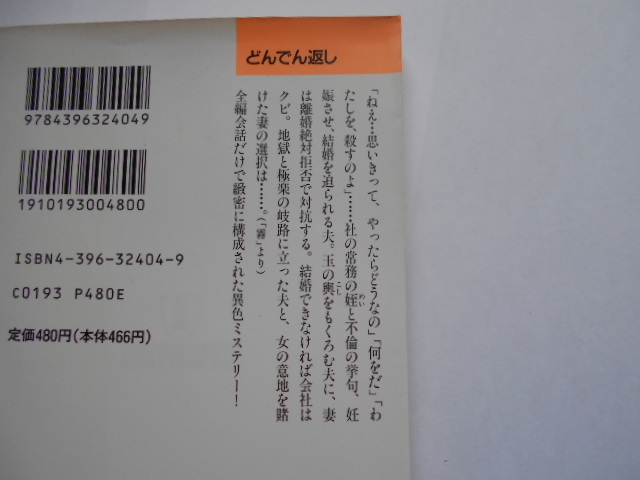 どんでん返し
「ねえ…思いきって、やったらどうなの」「何をだ」「わ
たしを、殺すのよ」……社の常務の姪と不倫の挙句、妊
娠させ、結婚を迫られる夫。玉の輿をもくろむ夫に、妻
は離婚絶対拒否で対抗する。結婚できなければ会社は
クビ。地獄と極楽の岐路に立った夫と、女の意地を賭
けた妻の選択は……。(「霧」より)
全編会話だけで緻密に構成された異色ミステリー！
9784396324049
1910193004800
ISBN4-396-32404-9
C0193 P480E
定価480円(本体466円)